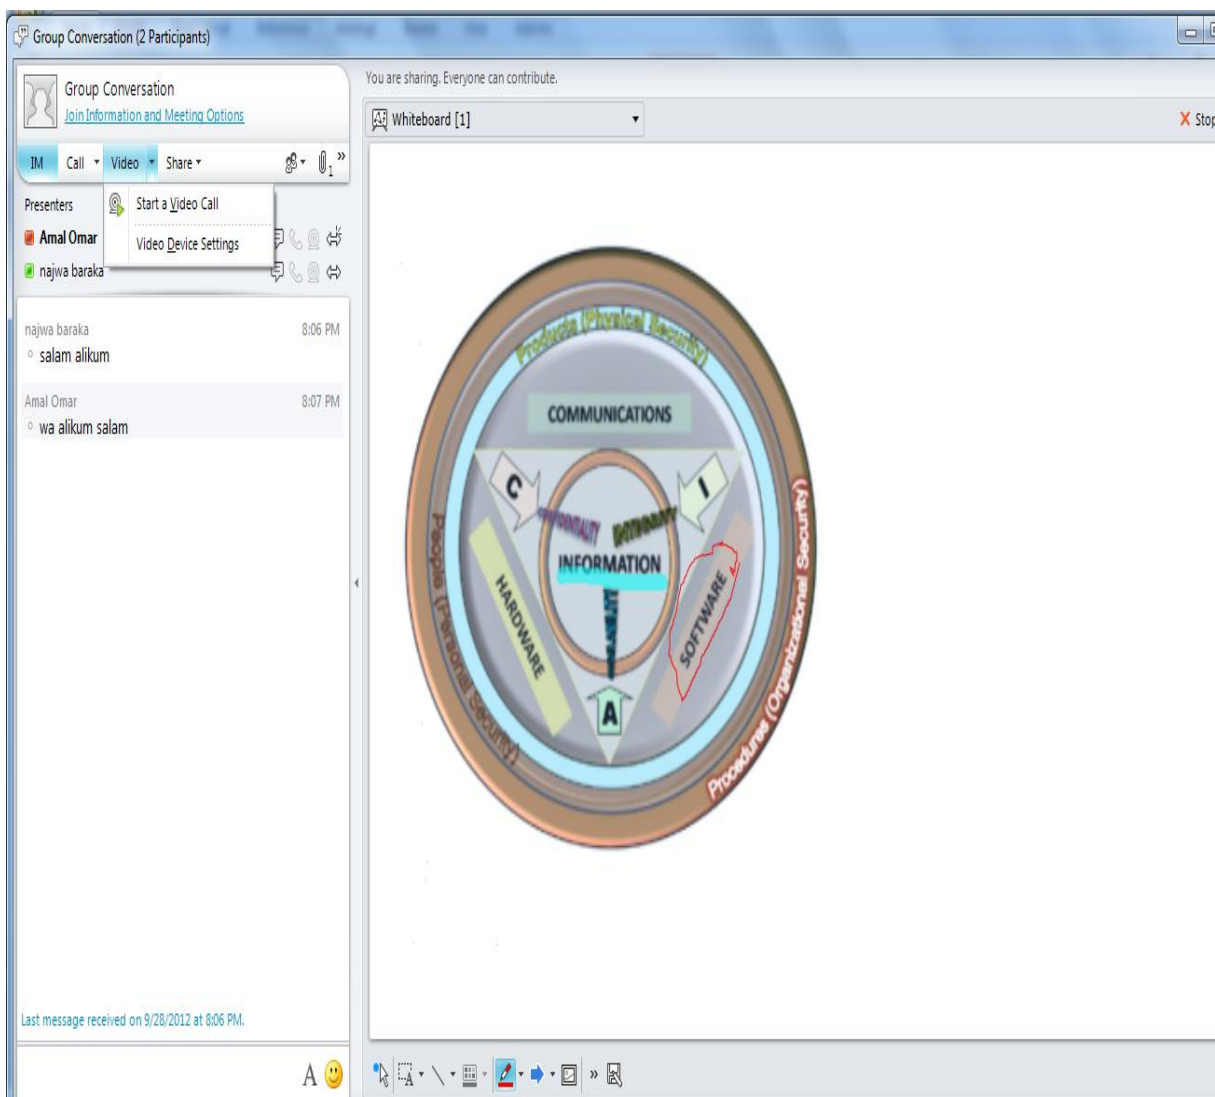 Group Conversation (2 Participants)
Group Conversation
Join Information and Meeting Options
IM Call Video Share 1 »
Start a Video Call
Video Device Settings
Presenters
Amal Omar
najwa baraka
najwa baraka 8:06 PM
salam alikum
Amal Omar 8:07 PM
wa alikum salam
Last message received on 9/28/2012 at 8:06 PM.
A
You are sharing. Everyone can contribute.
Whiteboard [1]
Stop
Products (Physical Security)
COMMUNICATIONS
C
I
INTEGRITY
INFORMATION
HARDWARE
SOFTWARE
A
People (Personal Security)
Procedures (Organizational Security)
A »